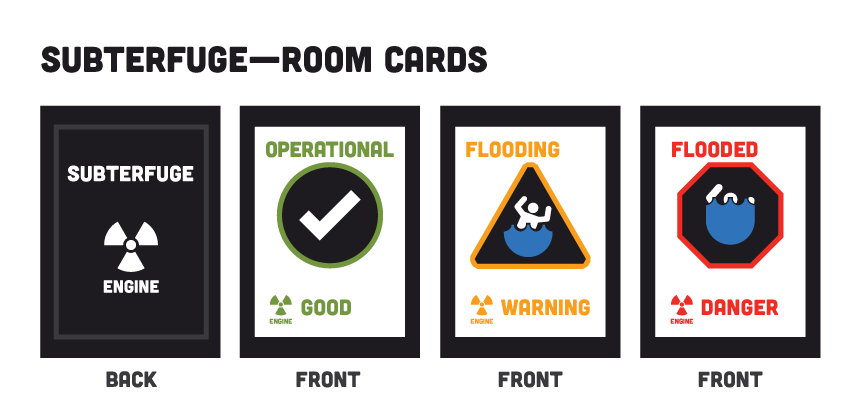 SUBTERFUGE—ROOM CARDS
SUBTERFUGE
ENGINE
BACK
OPERATIONAL
ENGINE
GOOD
FRONT
FLOODING
ENGINE
WARNING
FRONT
FLOODED
ENGINE
DANGER
FRONT